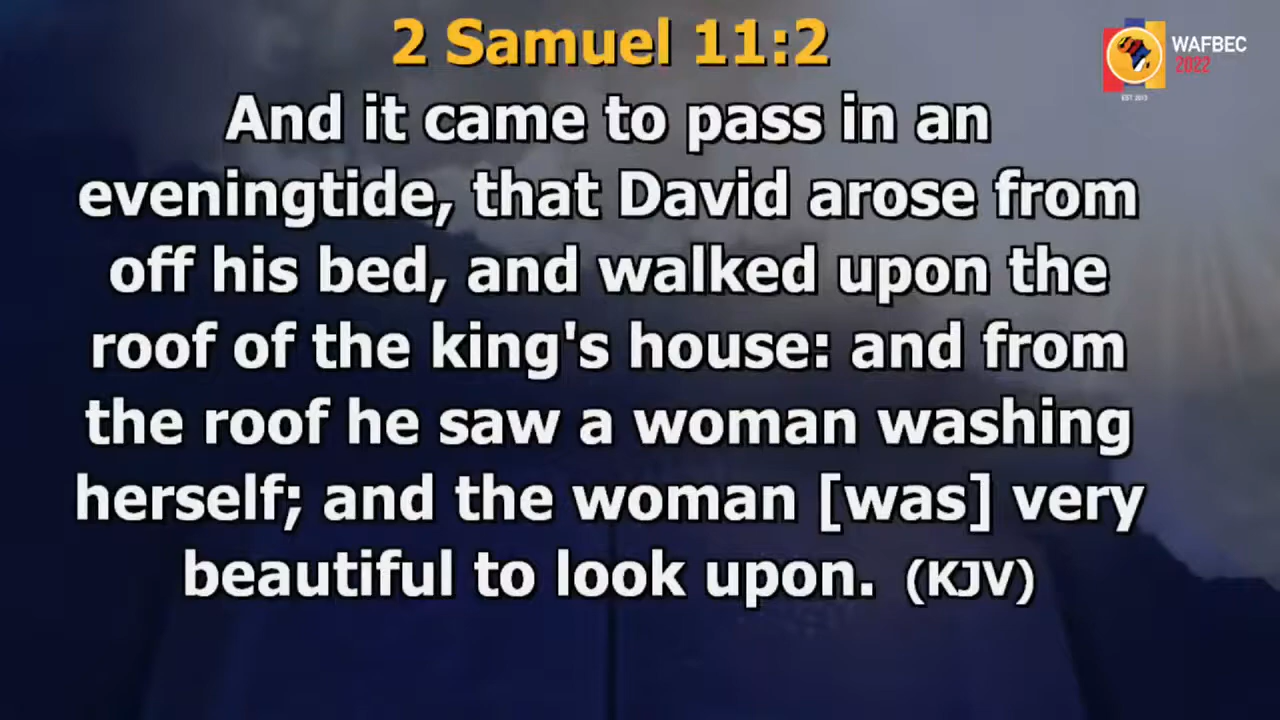 2 Samuel 11:2
WAFBEC
2022
EST 2013
And it came to pass in an
eveningtide, that David arose from
off his bed, and walked upon the
roof of the king's house: and from
the roof he saw a woman washing
herself; and the woman [was] very
beautiful to look upon. (KJV)